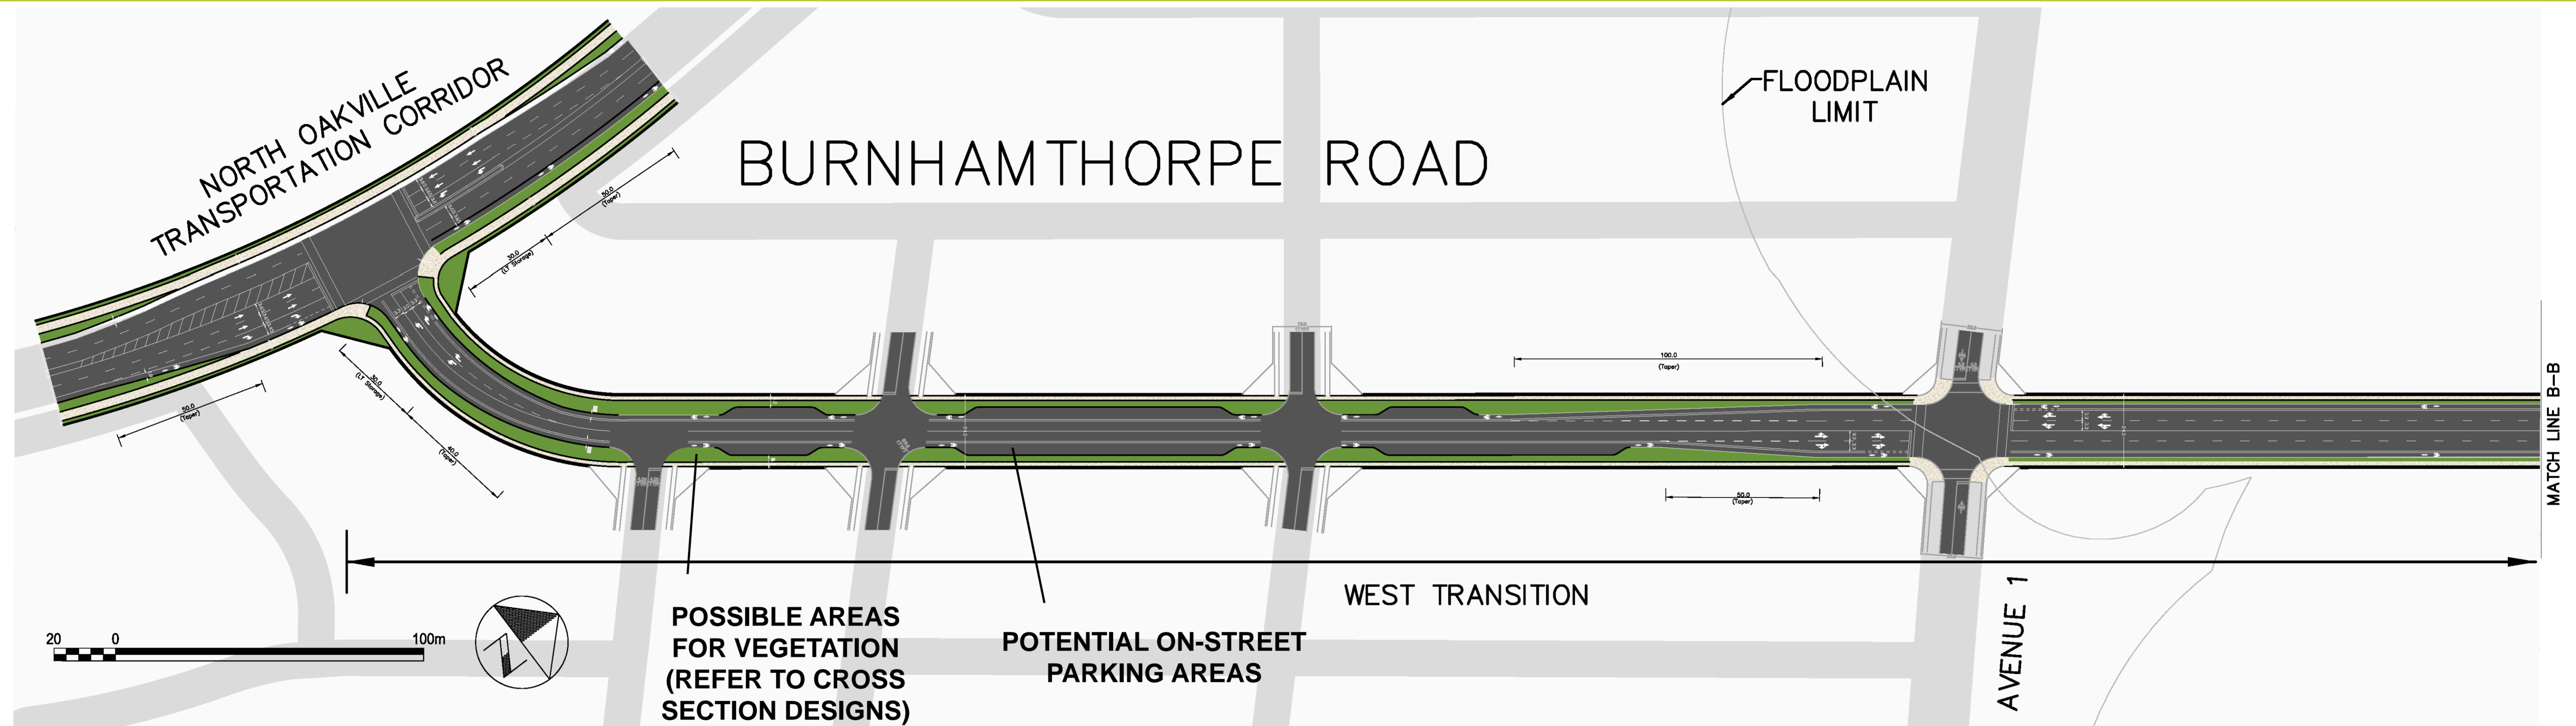 NORTH OAKVILLE
TRANSPORTATION CORRIDOR
BURNHAMTHORPE ROAD
FLOODPLAIN
LIMIT
50.0
(Taper)
30.0
(LT Storage)
50.0
(Taper)
30.0
(LT Storage)
40.0
(Taper)
100.0
(Taper)
50.0
(Taper)
MATCH LINE B-B
WEST TRANSITION
AVENUE 1
20 0 100m
POSSIBLE AREAS
FOR VEGETATION
(REFER TO CROSS
SECTION DESIGNS)
POTENTIAL ON-STREET
PARKING AREAS